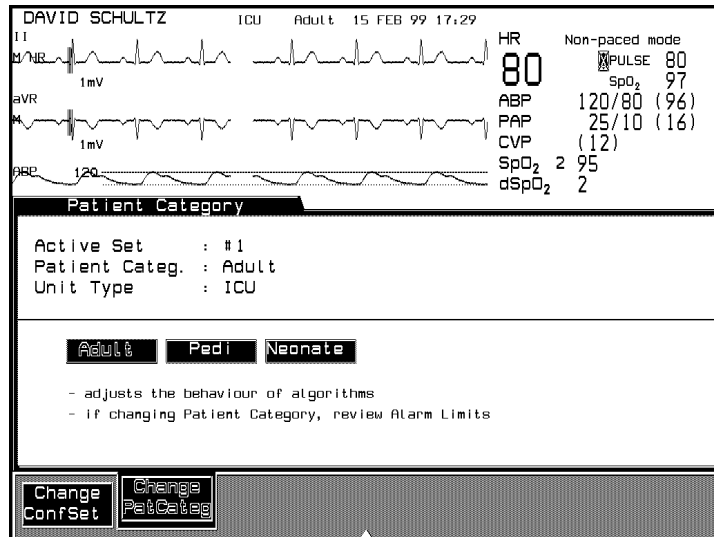 DAVID SCHULTZ ICU Adult 15 FEB 99 17:29
II
M HR
1mV
aVR
M
1mV
ABP 120
HR Non-paced mode
80 PULSE 80
SpO₂ 97
ABP 120/80 (96)
PAP 25/10 (16)
CVP (12)
SpO₂ 2 95
dSpO₂ 2
Patient Category
Active Set : #1
Patient Categ. : Adult
Unit Type : ICU
Adult Pedi Neonate
- adjusts the behaviour of algorithms
- if changing Patient Category, review Alarm Limits
Change ConfSet
Change PatCateg